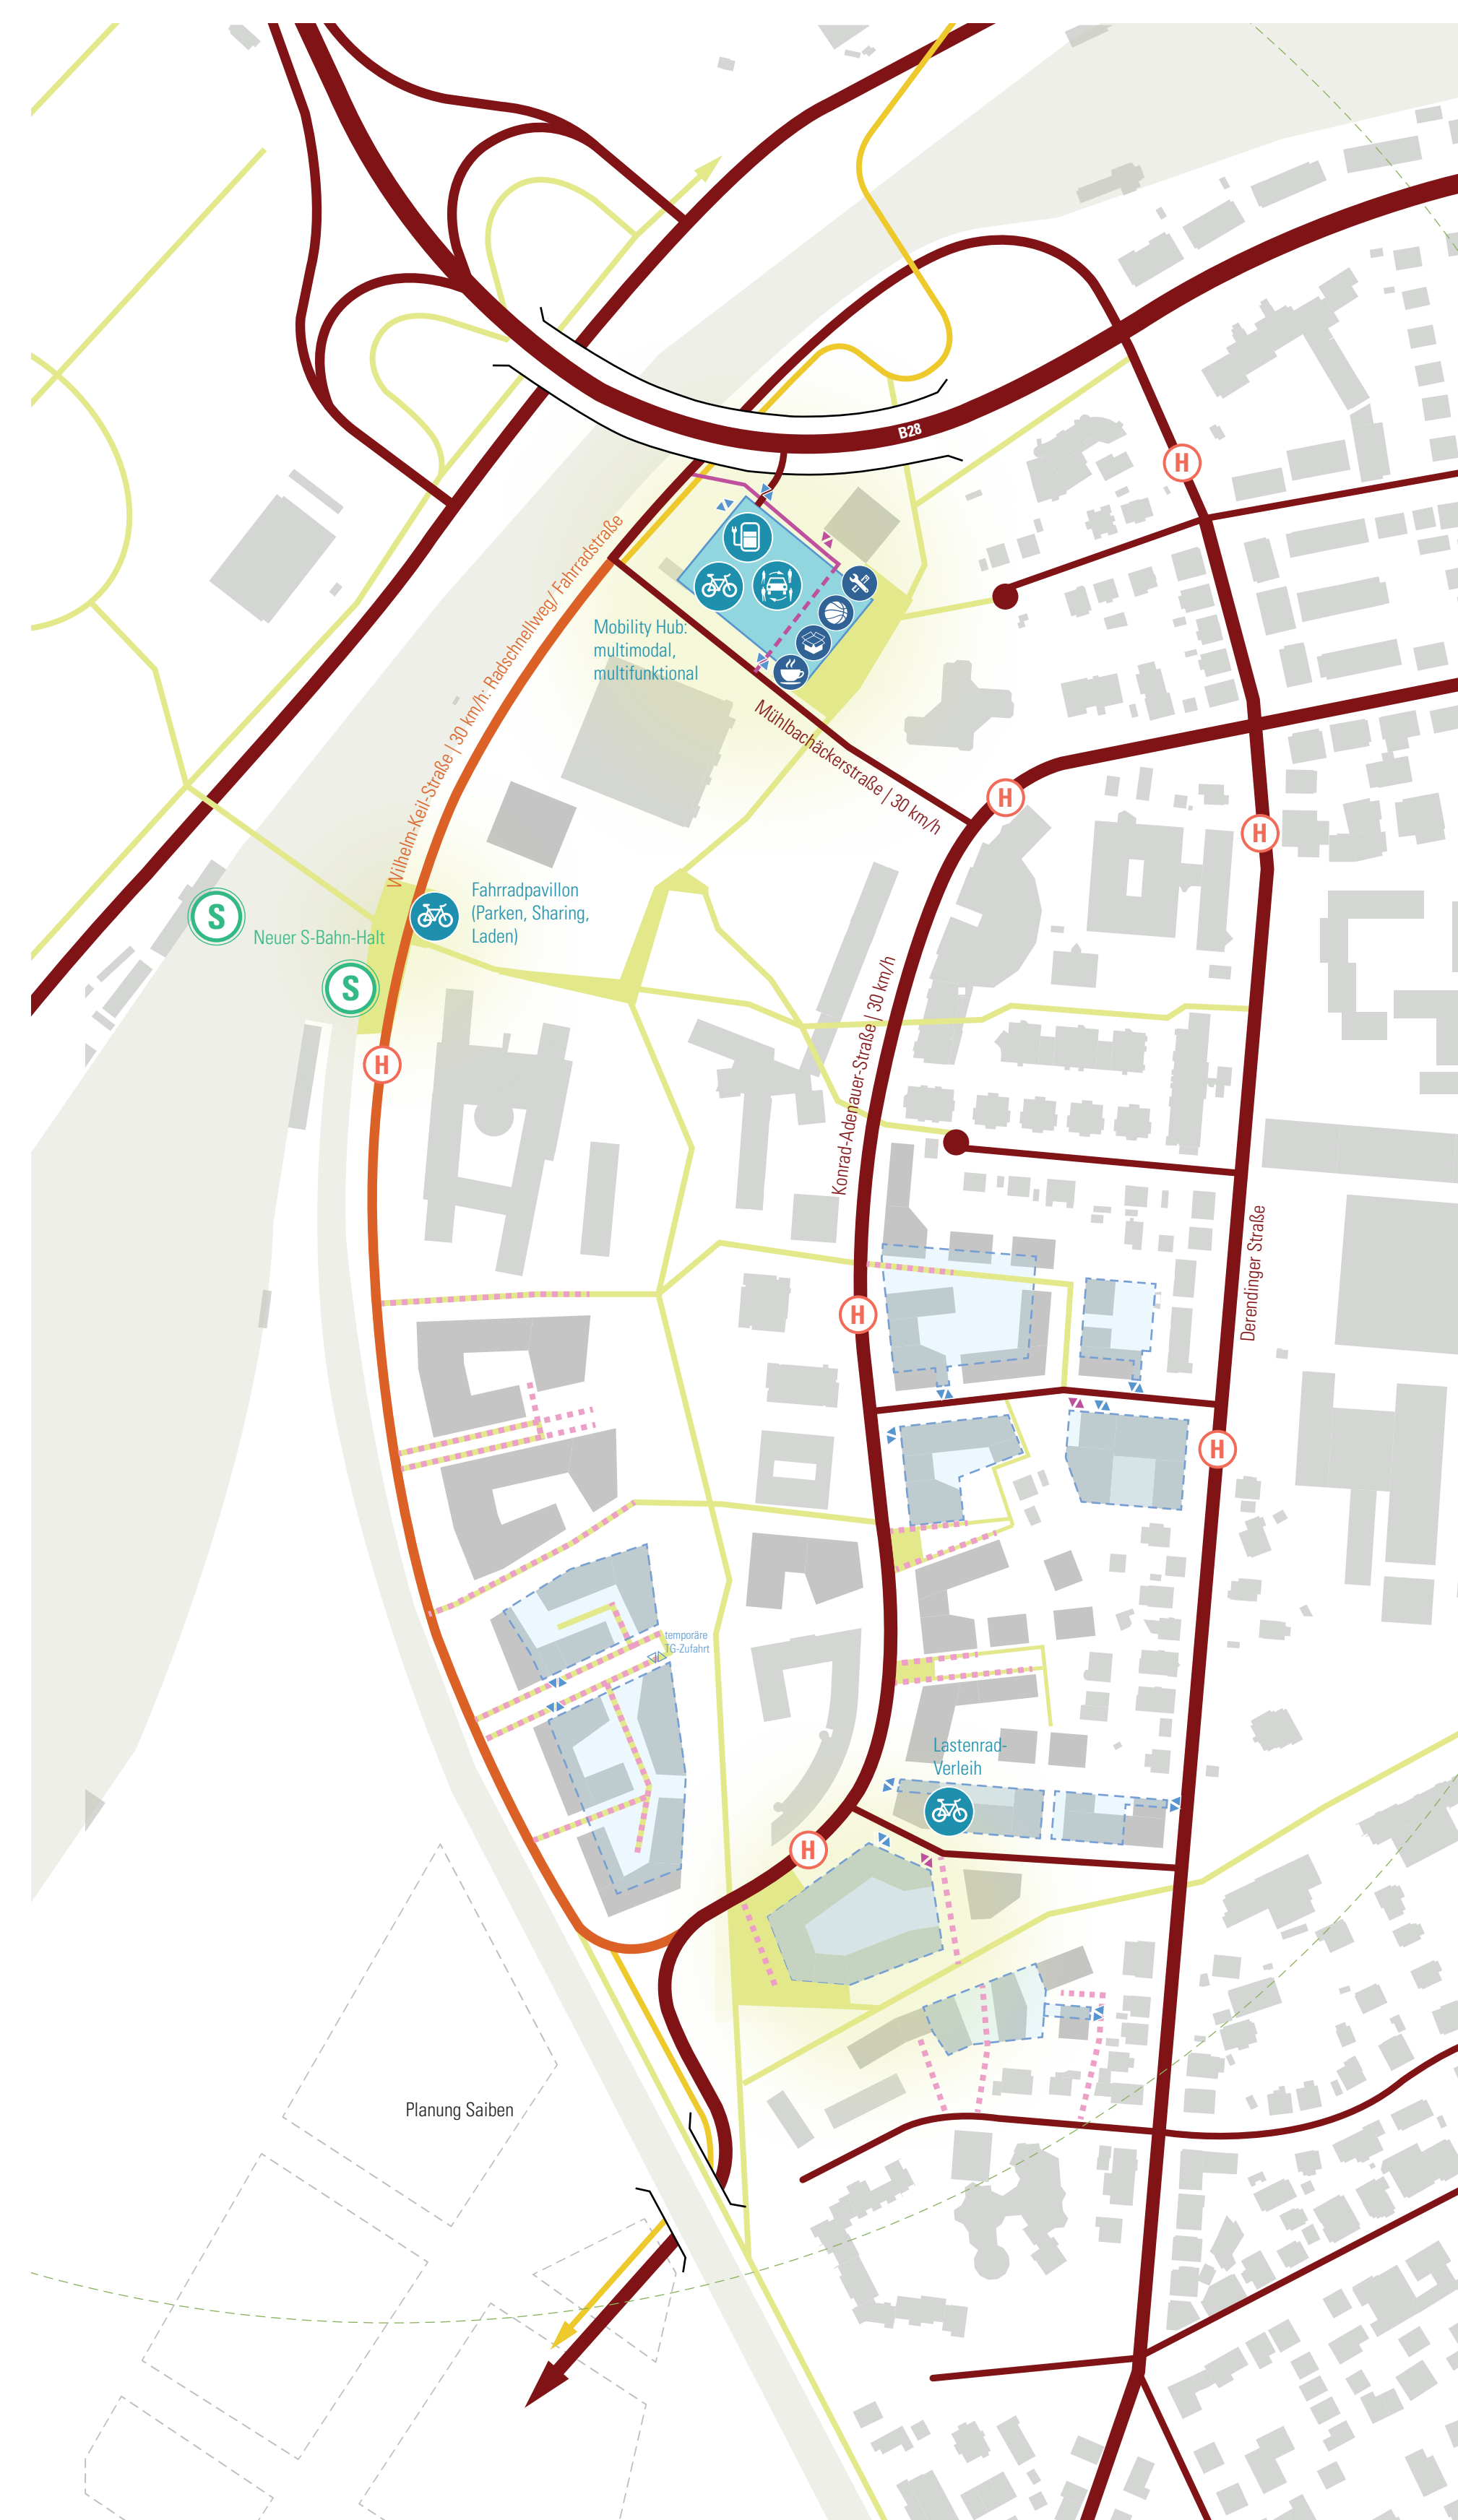 B28
H
Wilhelm-Keil-Straße | 30 km/h: Radschnellweg/ Fahrradstraße
Mobility Hub:
multimodal,
multifunktional
Mühlbachäckerstraße | 30 km/h
H
H
S
Neuer S-Bahn-Halt
Fahrradpavillon
(Parken, Sharing,
Laden)
S
H
Konrad-Adenauer-Straße | 30 km/h
Derendinger Straße
H
H
temporäre
TG-Zufahrt
Lastenrad-
Verleih
H
Planung Saiben